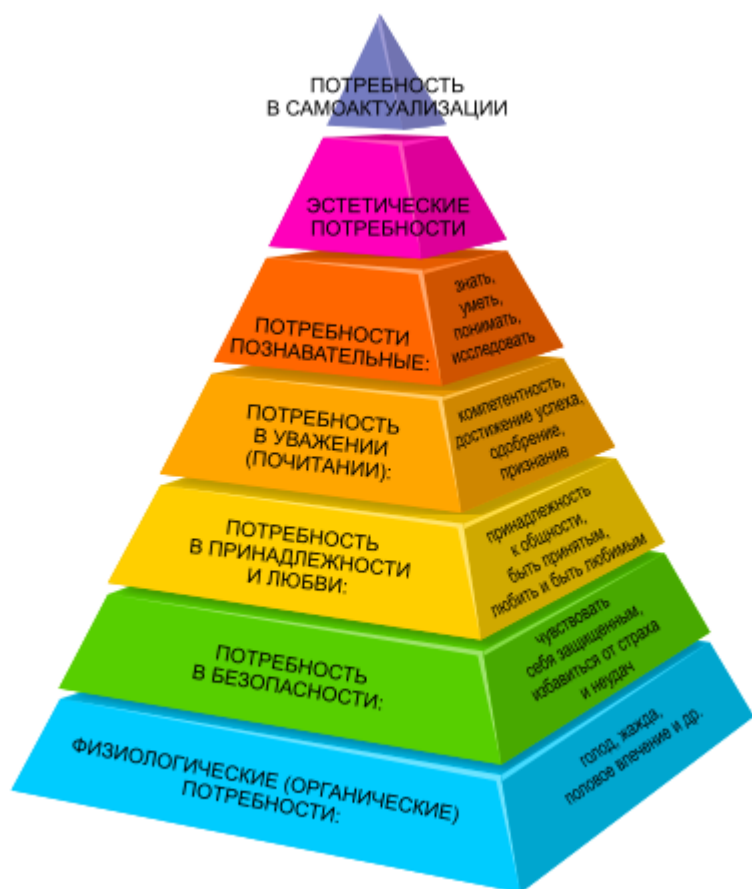 ПОТРЕБНОСТЬ
В САМОАКТУАЛИЗАЦИИ
ЭСТЕТИЧЕСКИЕ
ПОТРЕБНОСТИ
ПОТРЕБНОСТИ
ПОЗНАВАТЕЛЬНЫЕ:
знать,
уметь,
понимать,
исследовать
ПОТРЕБНОСТЬ
В УВАЖЕНИИ
(ПОЧИТАНИИ):
компетентность,
достижение успеха,
одобрение,
признание
ПОТРЕБНОСТЬ
В ПРИНАДЛЕЖНОСТИ
И ЛЮБВИ:
принадлежность
к общности,
быть принятым,
любить и быть любимым
ПОТРЕБНОСТЬ
В БЕЗОПАСНОСТИ:
чувствовать
себя защищенным,
избавиться от страха
и неудач
ФИЗИОЛОГИЧЕСКИЕ (ОРГАНИЧЕСКИЕ)
ПОТРЕБНОСТИ:
голод, жажда,
половое влечение и др.